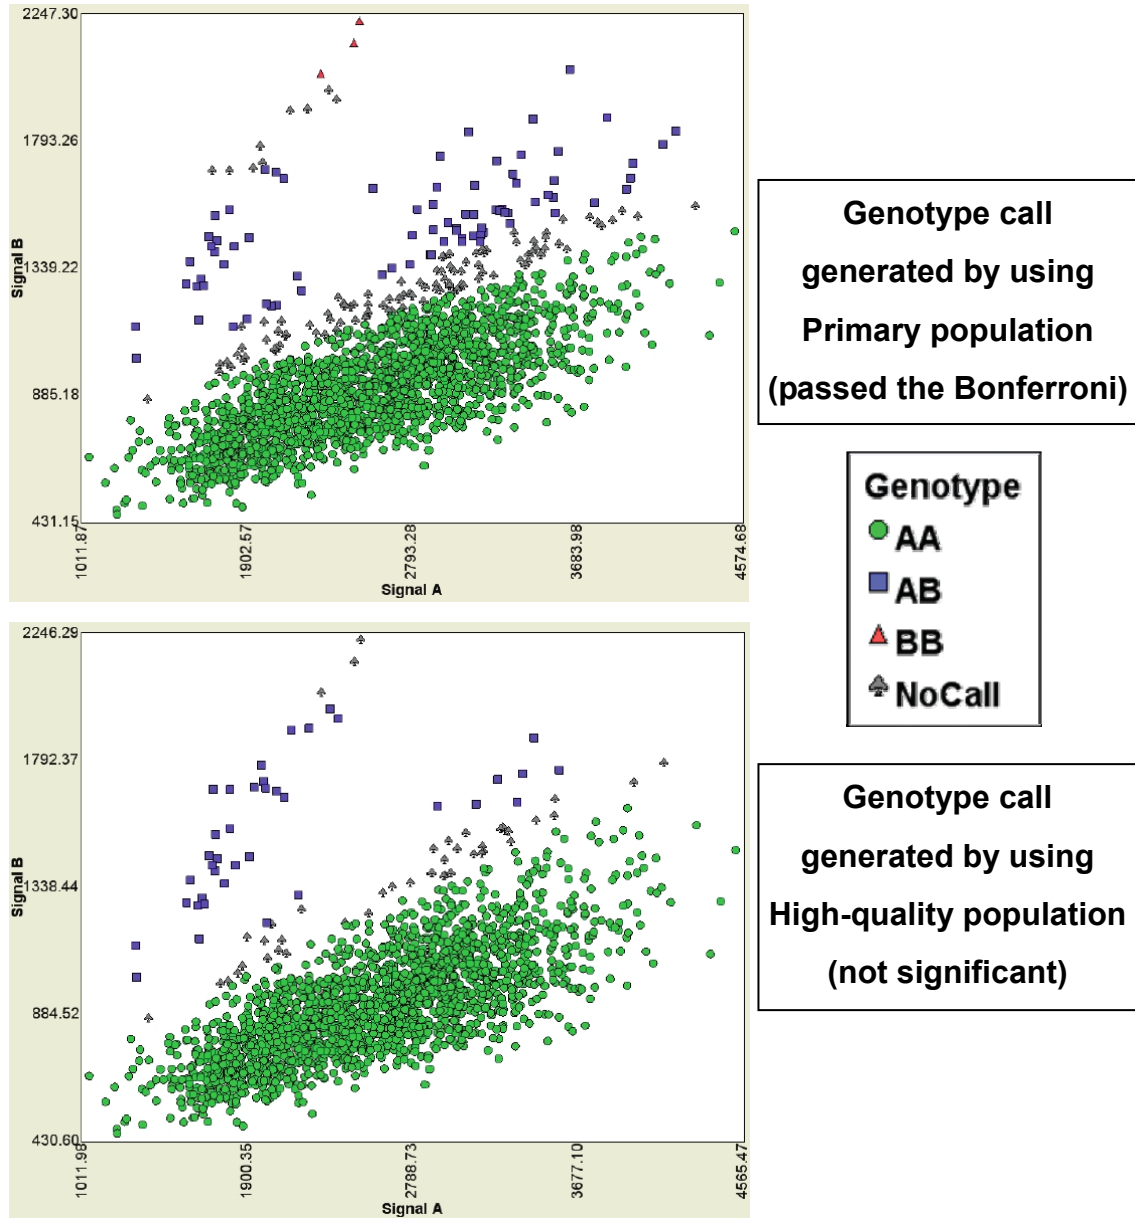 2247.30
1793.26
1339.22
885.18
431.15
Signal B
1011.87
1902.57
2793.28
3683.98
4574.68
Signal A
Genotype call
generated by using
Primary population
(passed the Bonferroni)
Genotype
AA
AB
BB
NoCall
2246.29
1792.37
1338.44
884.52
430.60
Signal B
1011.98
1900.35
2788.73
3677.10
4565.47
Signal A
Genotype call
generated by using
High-quality population
(not significant)